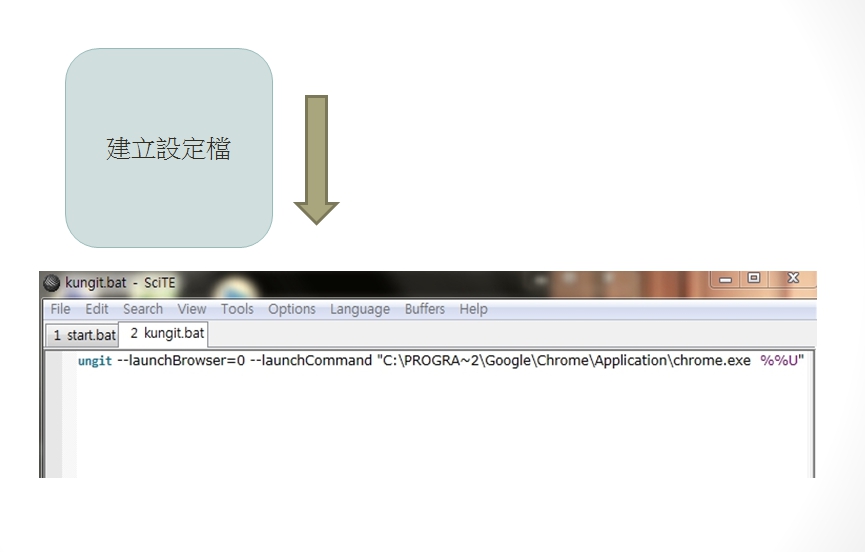 建立設定檔
kungit.bat - SciTE
File Edit Search View Tools Options Language Buffers Help
1 start.bat 2 kungit.bat
ungit --launchBrowser=0 --launchCommand "C:\PROGRA~2\Google\Chrome\Application\chrome.exe %%U"